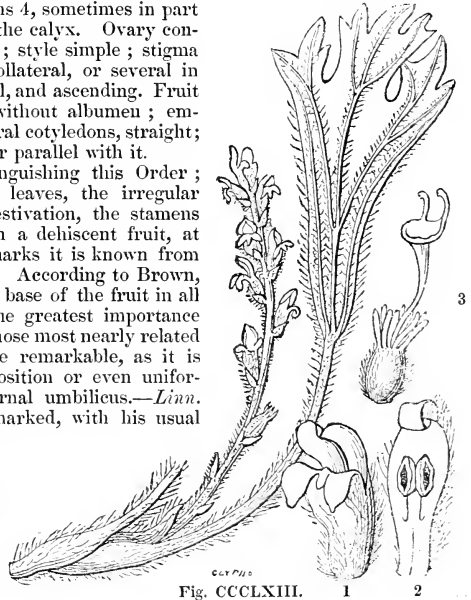 ns 4, sometimes in part
the calyx. Ovary con-
; style simple ; stigma
ollateral, or several in
l, and ascending. Fruit
without albumen ; em-
ral cotyledons, straight;
r parallel with it.
nguishing this Order ;
leaves, the irregular
estivation, the stamens
n a dehiscent fruit, at
marks it is known from
According to Brown,
base of the fruit in all
he greatest importance
hose most nearly related
e remarkable, as it is
osition or even unifor-
rnal umbilicus.—Linn.
marked, with his usual
3
Fig. CCCLXIII. 1 2